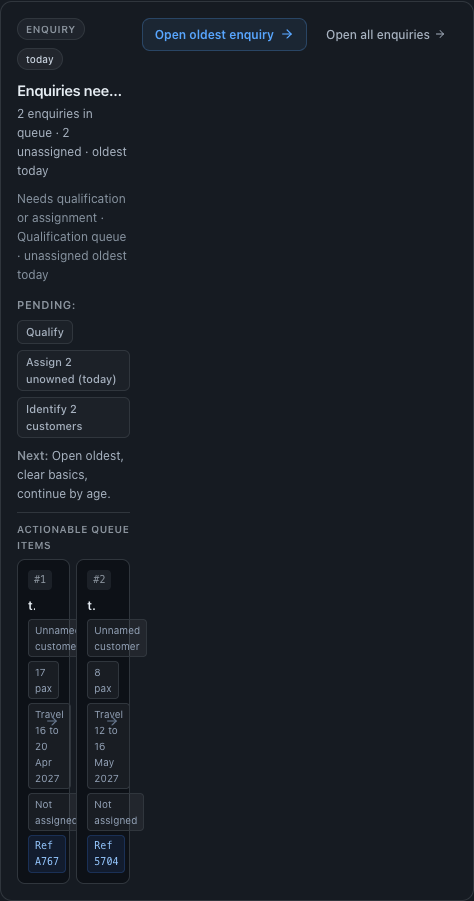 ENQUIRY
today
Open oldest enquiry →
Open all enquiries →
Enquiries nee…
2 enquiries in
queue · 2
unassigned · oldest
today
Needs qualification
or assignment ·
Qualification queue
· unassigned oldest
today
PENDING:
Qualify
Assign 2
unowned (today)
Identify 2
customers
Next: Open oldest,
clear basics,
continue by age.
ACTIONABLE QUEUE
ITEMS
#1
t.
Unnamed
custome
17
pax
Travel
16 to
20
Apr
2027
→
Not
assigned
Ref
A767
#2
t.
Unnamed
customer
8
pax
Travel
12 to
16
May
2027
→
Not
assigned
Ref
5704